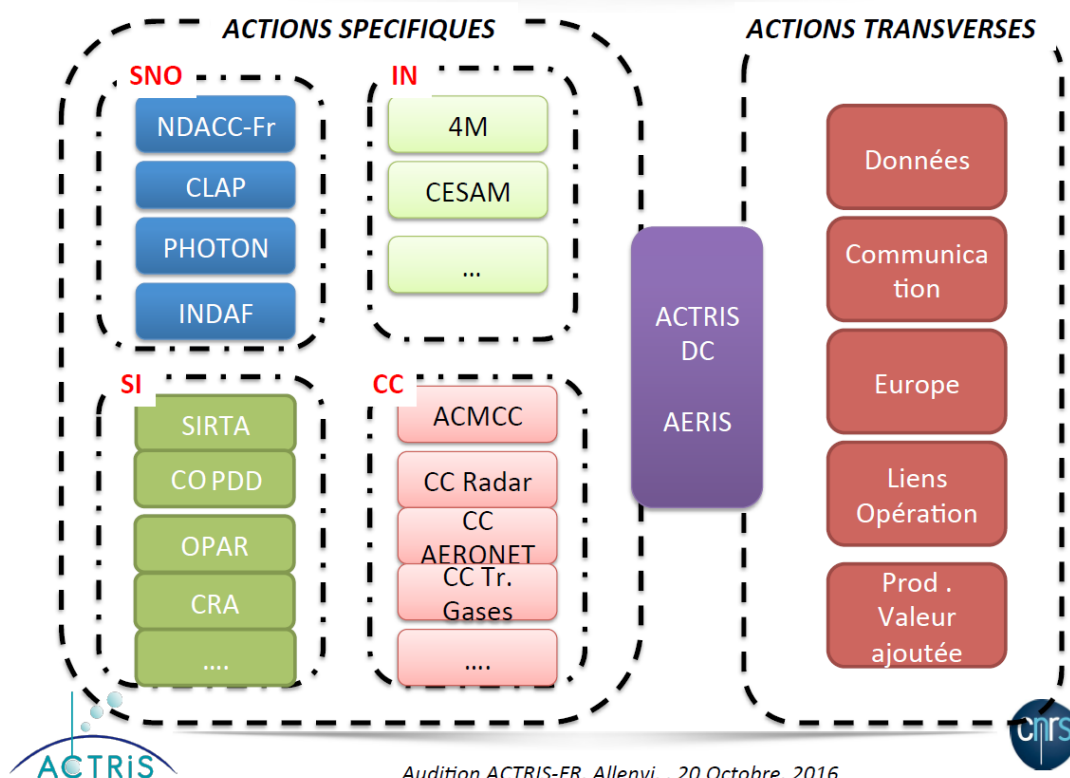 ACTIONS SPECIFIQUES
ACTIONS TRANSVERSES
SNO
NDACC-Fr
CLAP
PHOTON
INDAF
IN
4M
CESAM
...
SI
SIRTA
CO PDD
OPAR
CRA
....
CC
ACMCC
CC Radar
CC
AERONET
CC Tr.
Gases
....
ACTRIS
DC
AERIS
Données
Communica
tion
Europe
Liens
Opération
Prod .
Valeur
ajoutée
ACTRiS
Audition ACTRIS-FR, Allenvi, . 20 Octobre, 2016
cnrs